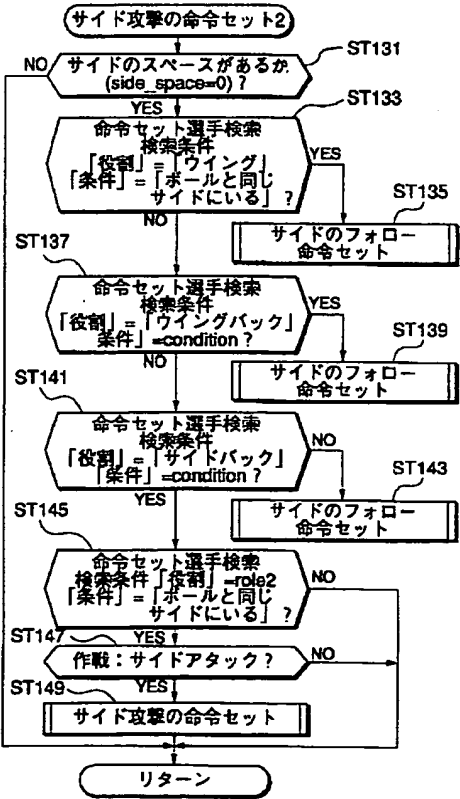 サイド攻撃の命令セット2
ST131
NO
サイドのスペースがあるか
(side_space=0) ?
YES
ST133
命令セット選手検索
検索条件
「役割」=「ウイング」
「条件」=「ボールと同じ
サイドにいる」 ?
YES
NO
ST135
サイドのフォロー
命令セット
ST137
命令セット選手検索
検索条件
「役割」=「ウイングバック」
条件」=condition ?
YES
NO
ST139
サイドのフォロー
命令セット
ST141
命令セット選手検索
検索条件
「役割」=「サイドバック」
「条件」=condition ?
NO
YES
ST143
サイドのフォロー
命令セット
ST145
命令セット選手検索
検索条件「役割」=role2
「条件」=「ボールと同じ
サイドにいる」 ?
NO
YES
ST147
作戦：サイドアタック ?
NO
YES
ST149
サイド攻撃の命令セット
リターン